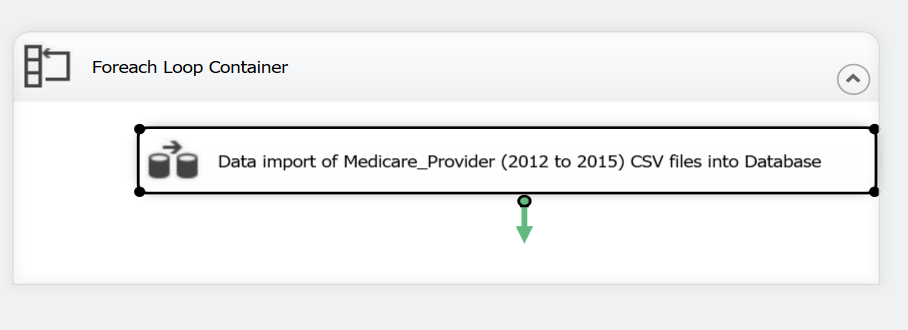 Foreach Loop Container
Data import of Medicare_Provider (2012 to 2015) CSV files into Database